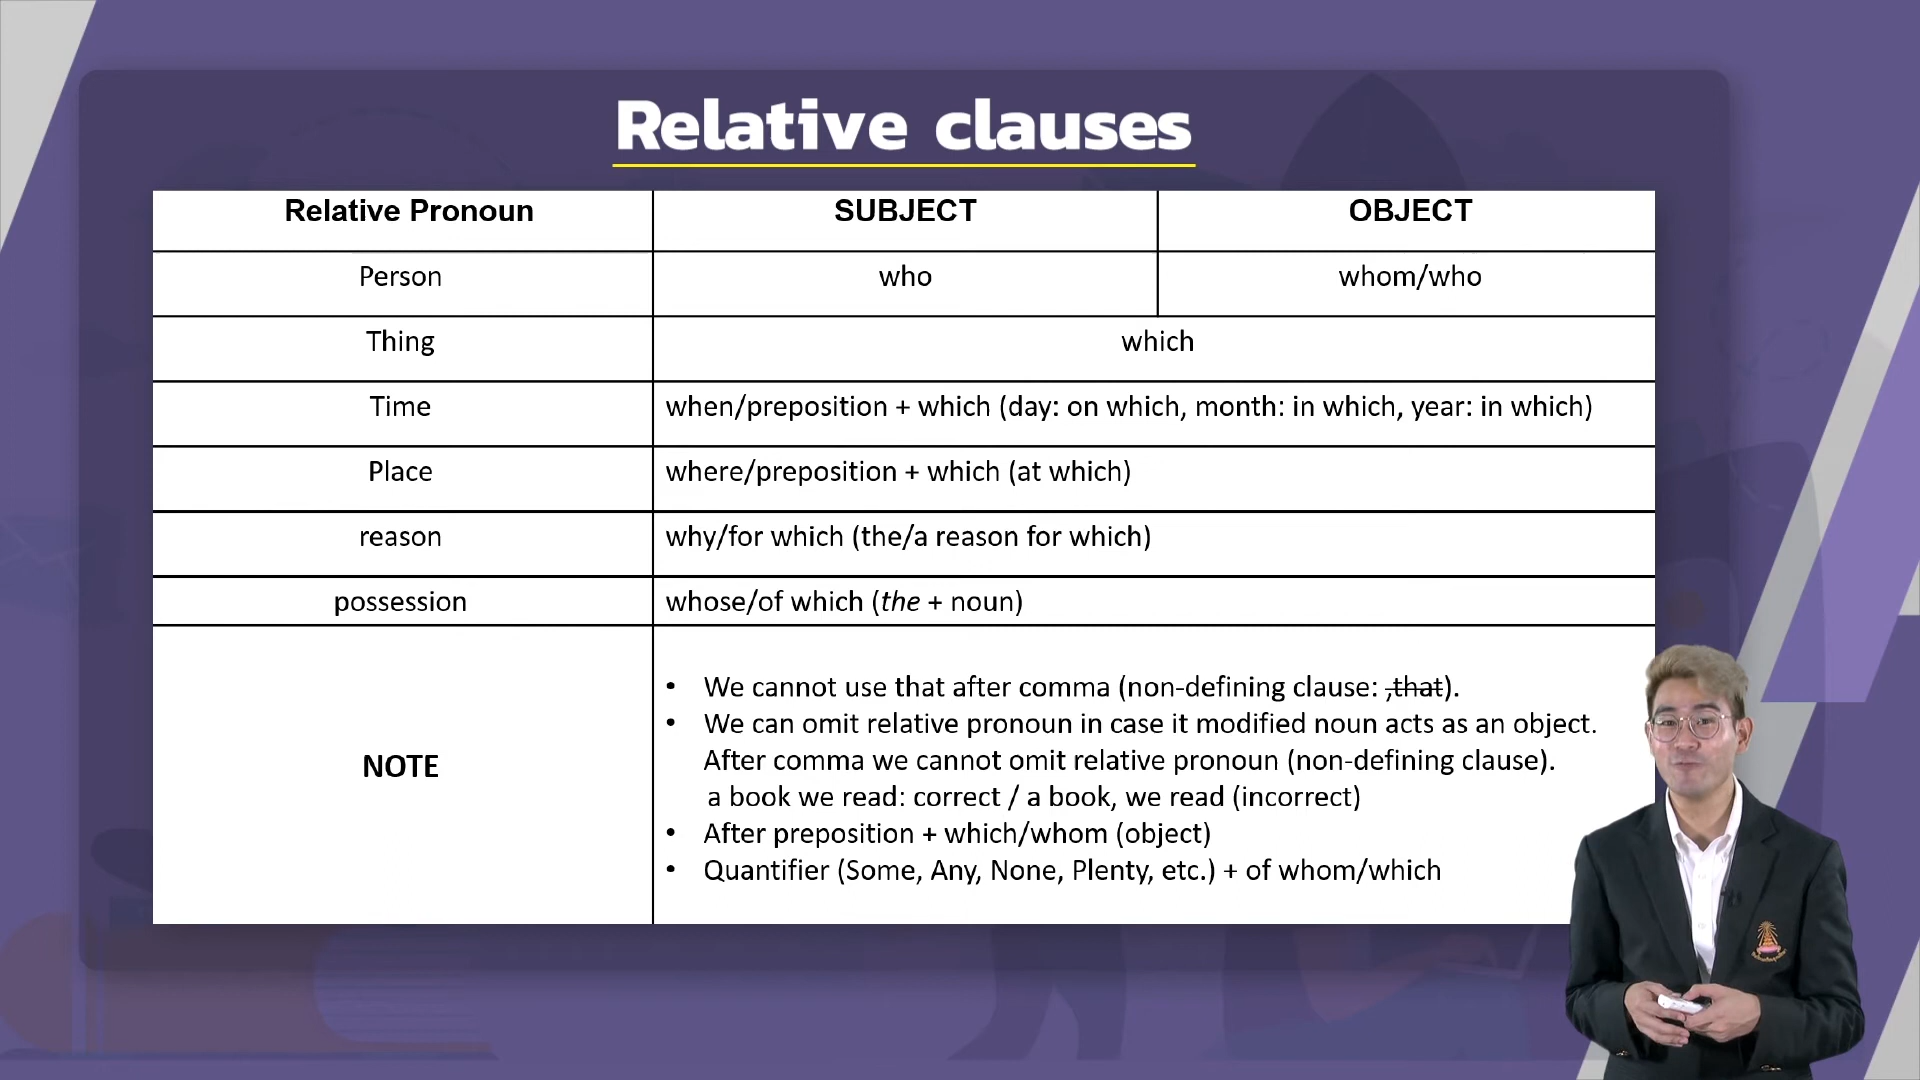 Relative clauses
Relative Pronoun SUBJECT OBJECT
Person who whom/who
Thing which
Time when/preposition + which (day: on which, month: in which, year: in which)
Place where/preposition + which (at which)
reason why/for which (the/a reason for which)
possession whose/of which (the + noun)
NOTE
• We cannot use that after comma (non-defining clause: ,that).
• We can omit relative pronoun in case it modified noun acts as an object.
After comma we cannot omit relative pronoun (non-defining clause).
a book we read: correct / a book, we read (incorrect)
• After preposition + which/whom (object)
• Quantifier (Some, Any, None, Plenty, etc.) + of whom/which